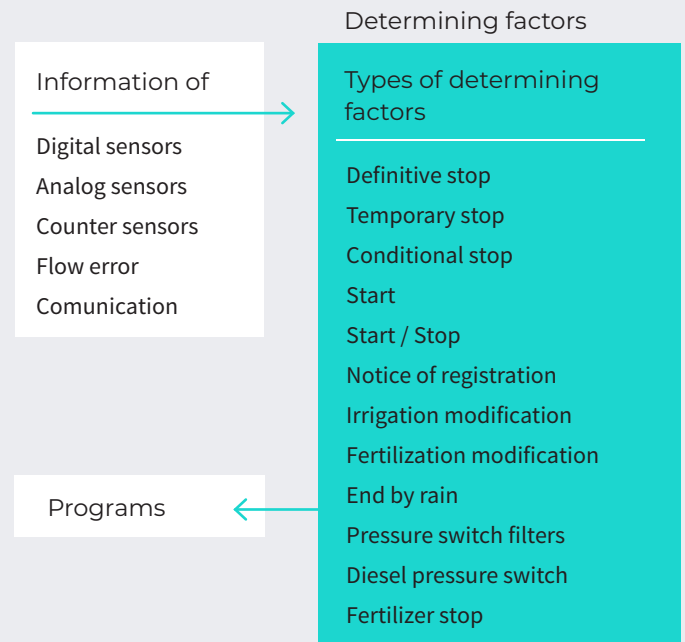 Determining factors
Information of
Digital sensors
Analog sensors
Counter sensors
Flow error
Comunication
Types of determining
factors
Definitive stop
Temporary stop
Conditional stop
Start
Start / Stop
Notice of registration
Irrigation modification
Fertilization modification
End by rain
Pressure switch filters
Diesel pressure switch
Fertilizer stop
Programs